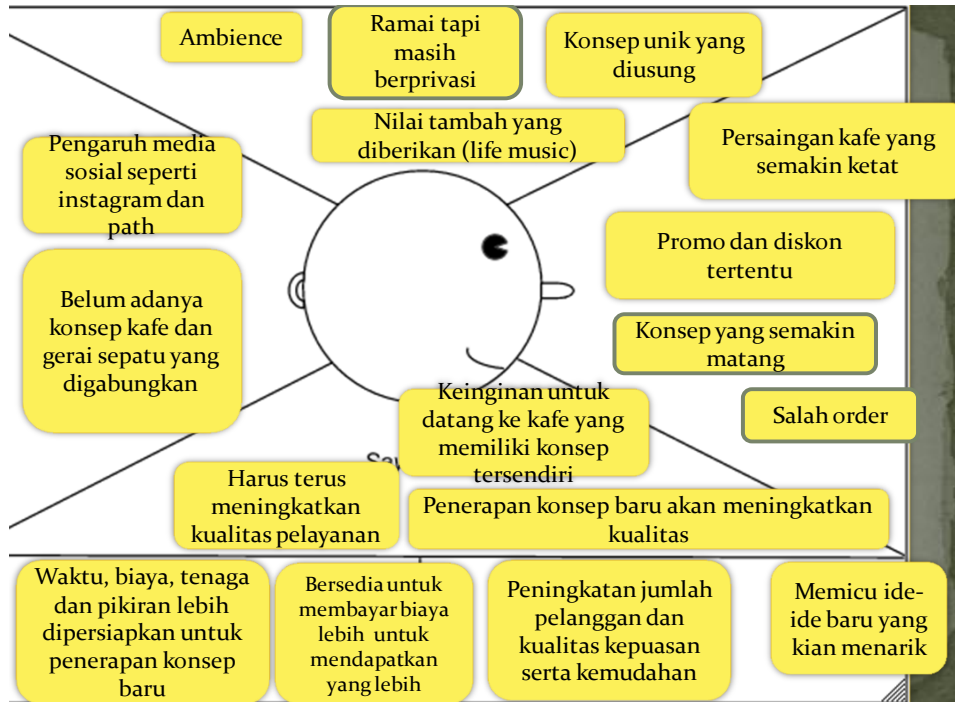 Ambience
Ramai tapi
masih
berprivasi
Konsep unik yang
diusung
Nilai tambah yang
diberikan (life music)
Persaingan kafe yang
semakin ketat
Pengaruh media
sosial seperti
instagram dan
path
Promo dan diskon
tertentu
Belum adanya
konsep kafe dan
gerai sepatu yang
digabungkan
Konsep yang semakin
matang
Salah order
Keinginan untuk
datang ke kafe yang
memiliki konsep
tersendiri
Harus terus
meningkatkan
kualitas pelayanan
Penerapan konsep baru akan meningkatkan
kualitas
Waktu, biaya, tenaga
dan pikiran lebih
dipersiapkan untuk
penerapan konsep
baru
Bersedia untuk
membayar biaya
lebih untuk
mendapatkan
yang lebih
Peningkatan jumlah
pelanggan dan
kualitas kepuasan
serta kemudahan
Memicu ide-
ide baru yang
kian menarik